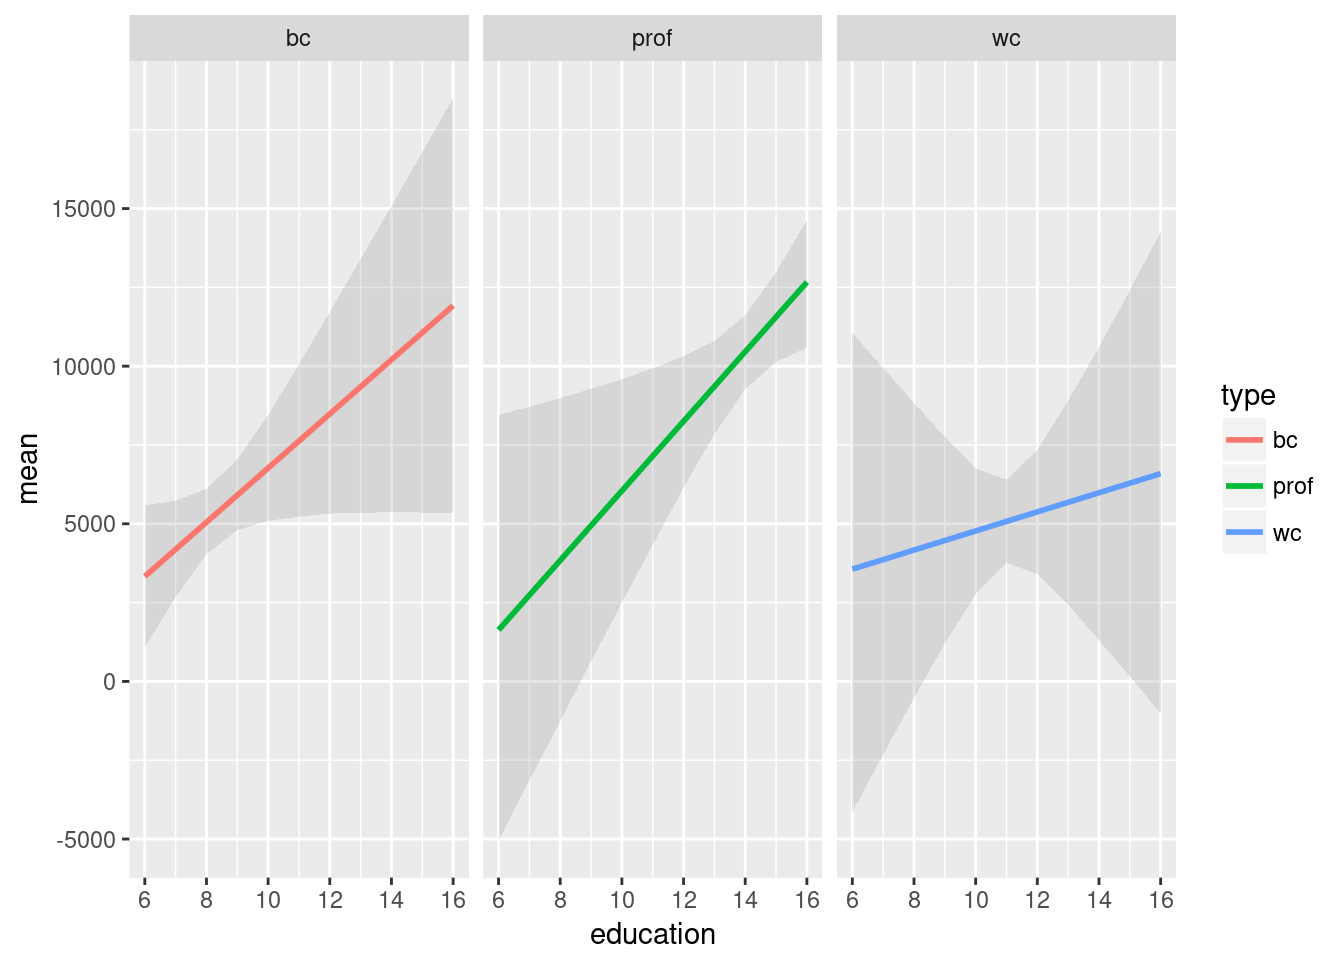 bc prof wc
15000
10000
5000
0
-5000
mean
6 8 10 12 14 16 6 8 10 12 14 16 6 8 10 12 14 16
education
type
bc
prof
wc